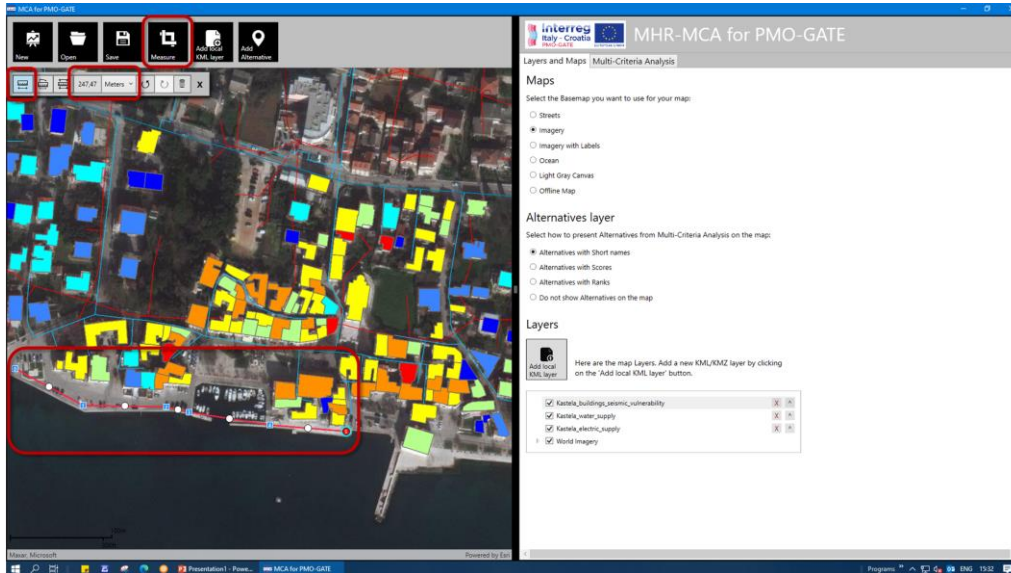 MCA for PMO-GATE
New
Open
Save
Measure
Add local
KML layer
Add
Alternative
247,47 Meters
X
100m
Maxar, Microsoft
Powered by Esri
Interreg
Italy - Croatia
PMO-GATE
MHR-MCA for PMO-GATE
Layers and Maps
Multi-Criteria Analysis
Maps
Select the Basemap you want to use for your map:
Streets
Imagery
Imagery with Labels
Ocean
Light Gray Canvas
Offline Map
Alternatives layer
Select how to present Alternatives from Multi-Criteria Analysis on the map:
Alternatives with Short names
Alternatives with Scores
Alternatives with Ranks
Do not show Alternatives on the map
Layers
Add local
KML layer
Here are the map Layers. Add a new KML/KMZ layer by clicking
on the 'Add local KML layer' button.
Kastela_buildings_seismic_vulnerability X
Kastela_water_supply X
Kastela_electric_supply X
World Imagery
Presentation1 - Powe...
MCA for PMO-GATE
Programs
ENG
15:32